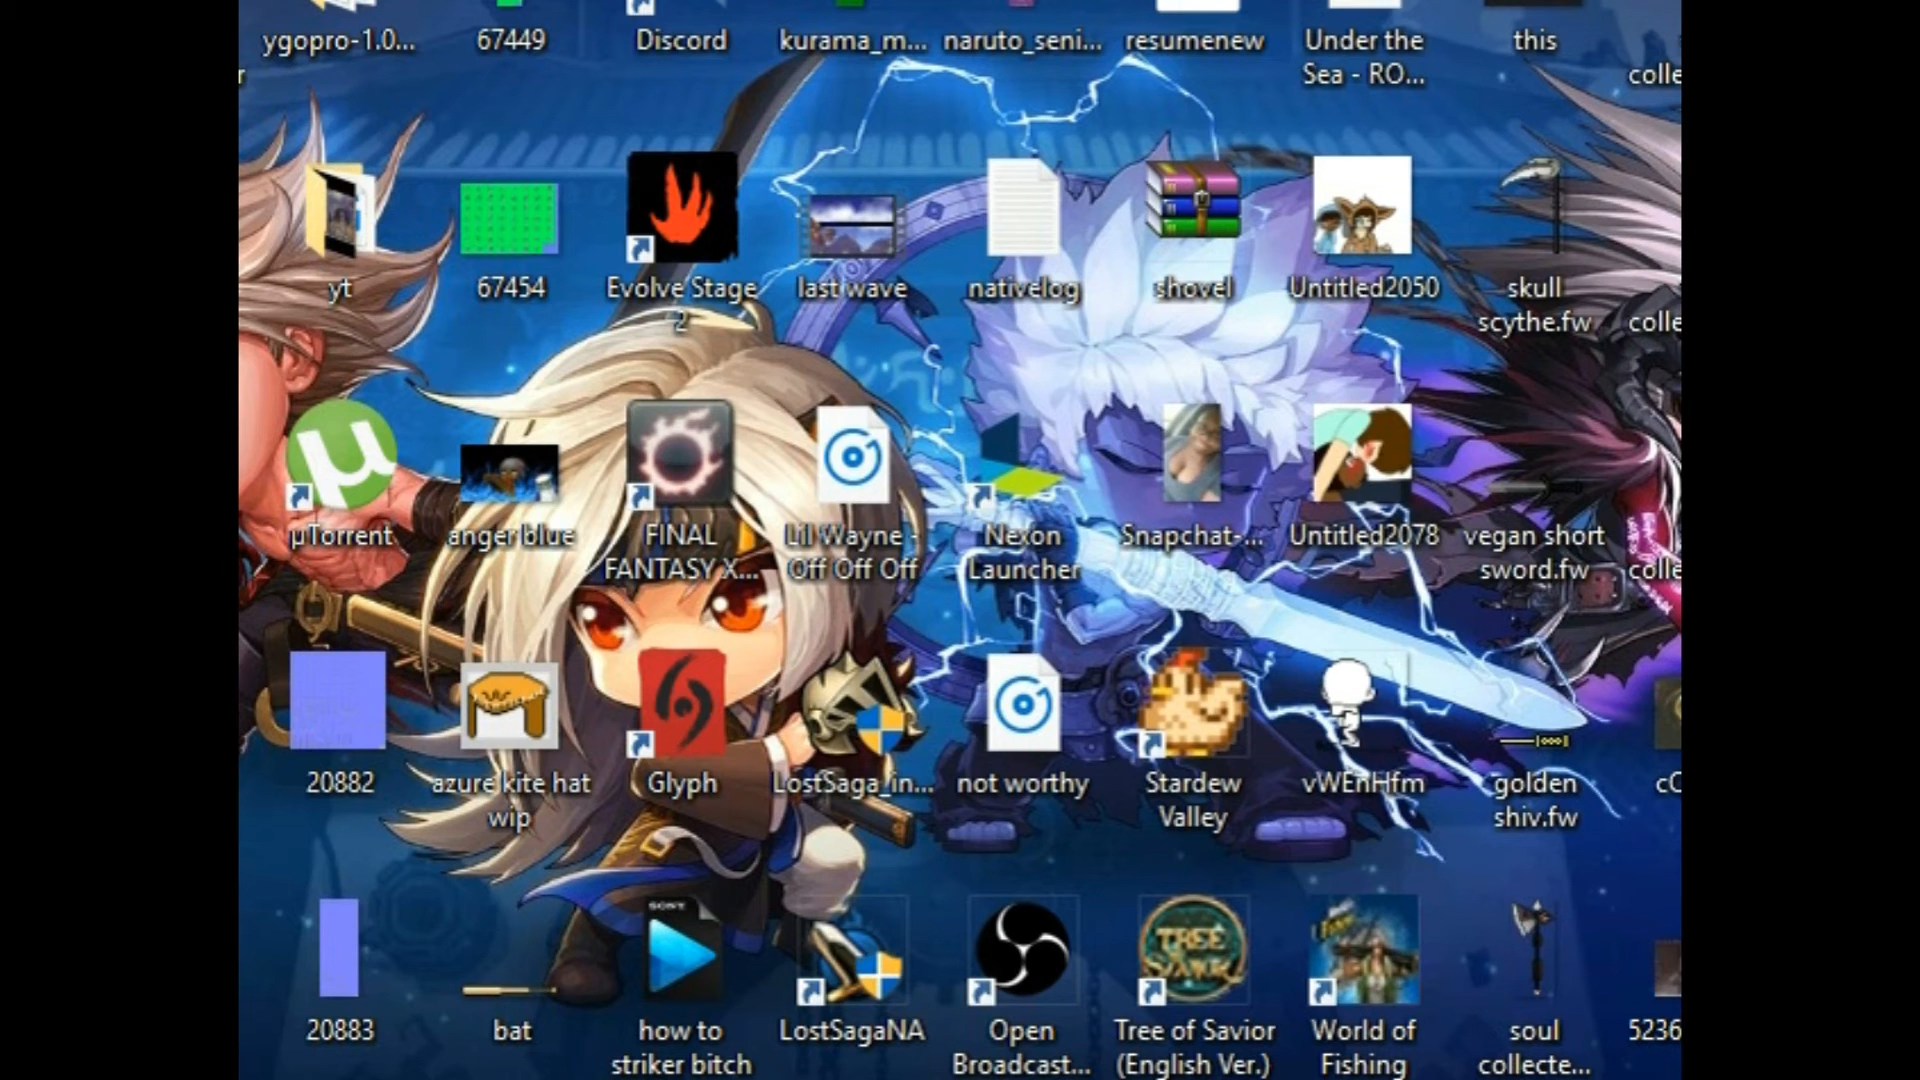 ygopro-1.0...
67449
Discord
kurama_m...
naruto_seni...
resumenew
Under the
Sea - RO...
this
r
colle
yt
67454
Evolve Stage
2
last wave
nativelog
shovel
Untitled2050
skull
scythe.fw
colle
µTorrent
anger blue
FINAL
FANTASY X...
Lil Wayne -
Off Off Off
Nexon
Launcher
Snapchat-...
Untitled2078
vegan short
sword.fw
colle
20882
azure kite hat
wip
Glyph
LostSaga_in...
not worthy
Stardew
Valley
vWEnHfm
golden
shiv.fw
SONY
TREE
OF SAVIOR
20883
bat
how to
striker bitch
LostSagaNA
Open
Broadcast...
Tree of Savior
(English Ver.)
World of
Fishing
soul
collecte...
5236